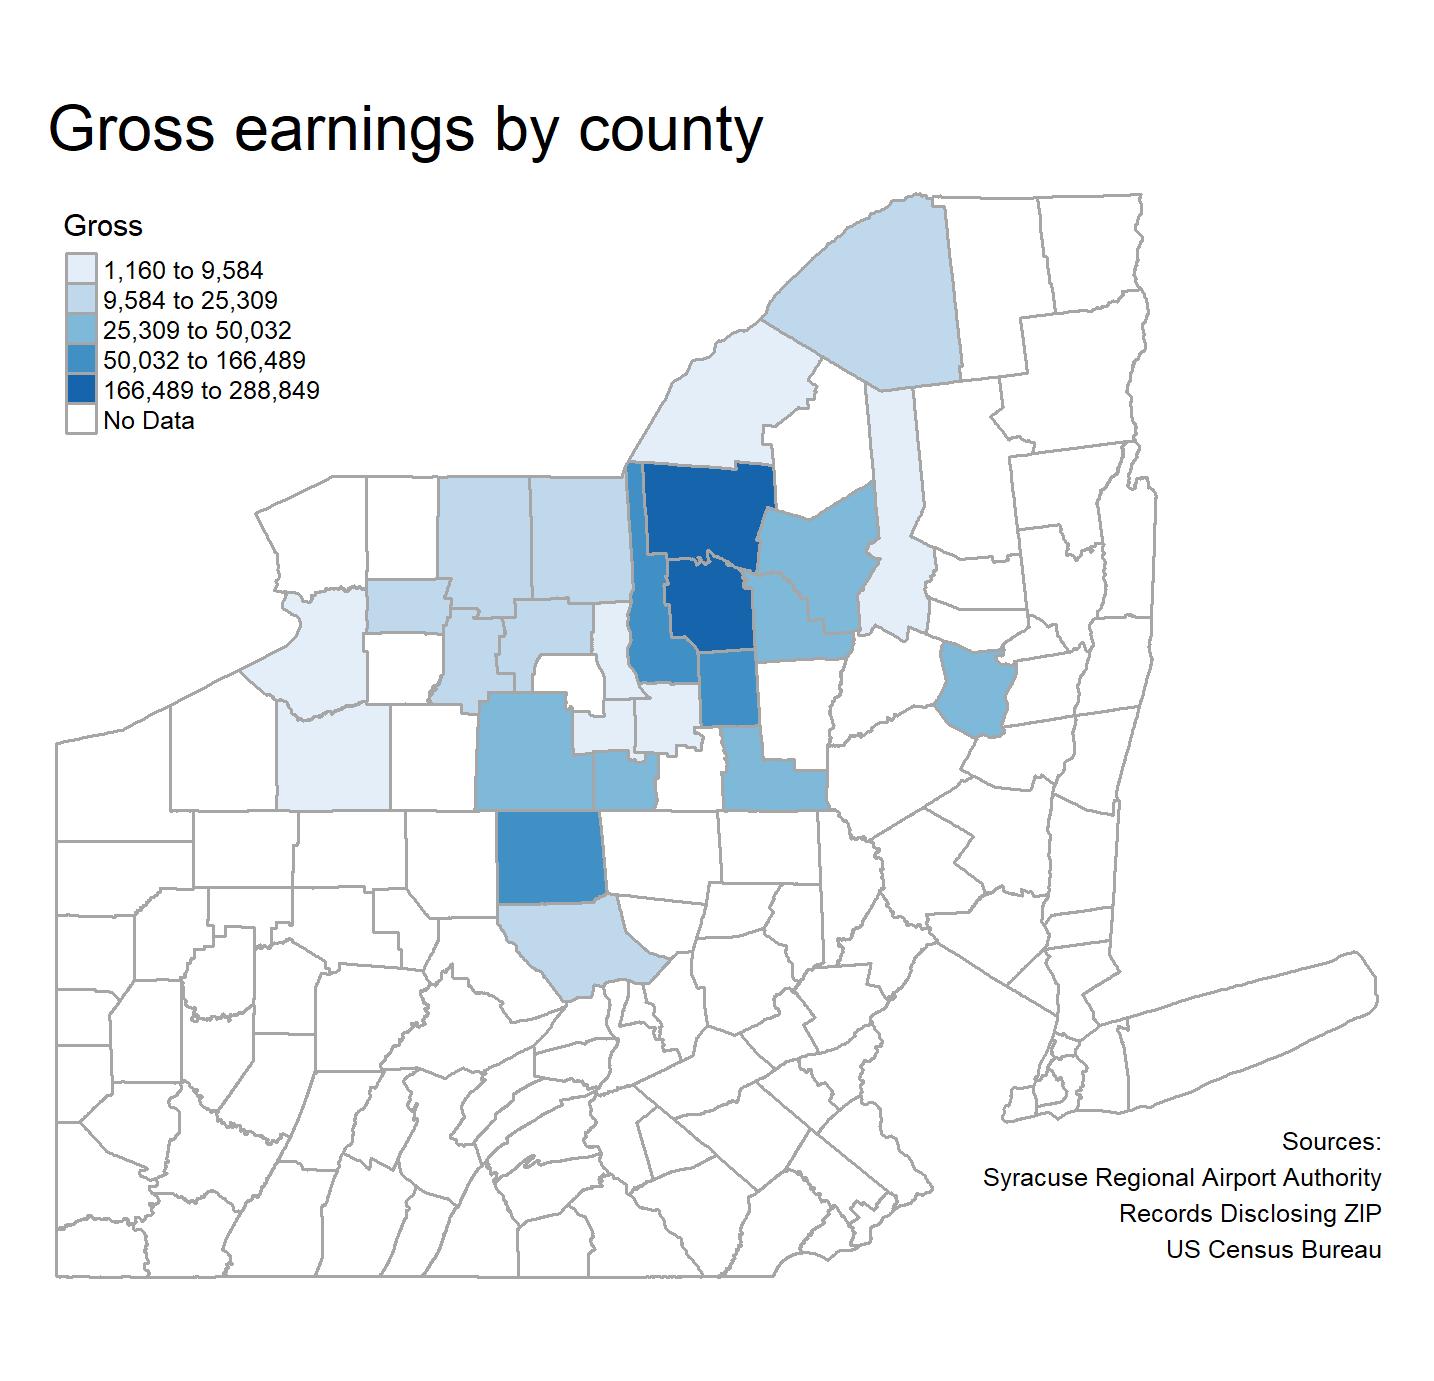 Gross earnings by county
Gross
1,160 to 9,584
9,584 to 25,309
25,309 to 50,032
50,032 to 166,489
166,489 to 288,849
No Data
Sources:
Syracuse Regional Airport Authority
Records Disclosing ZIP
US Census Bureau